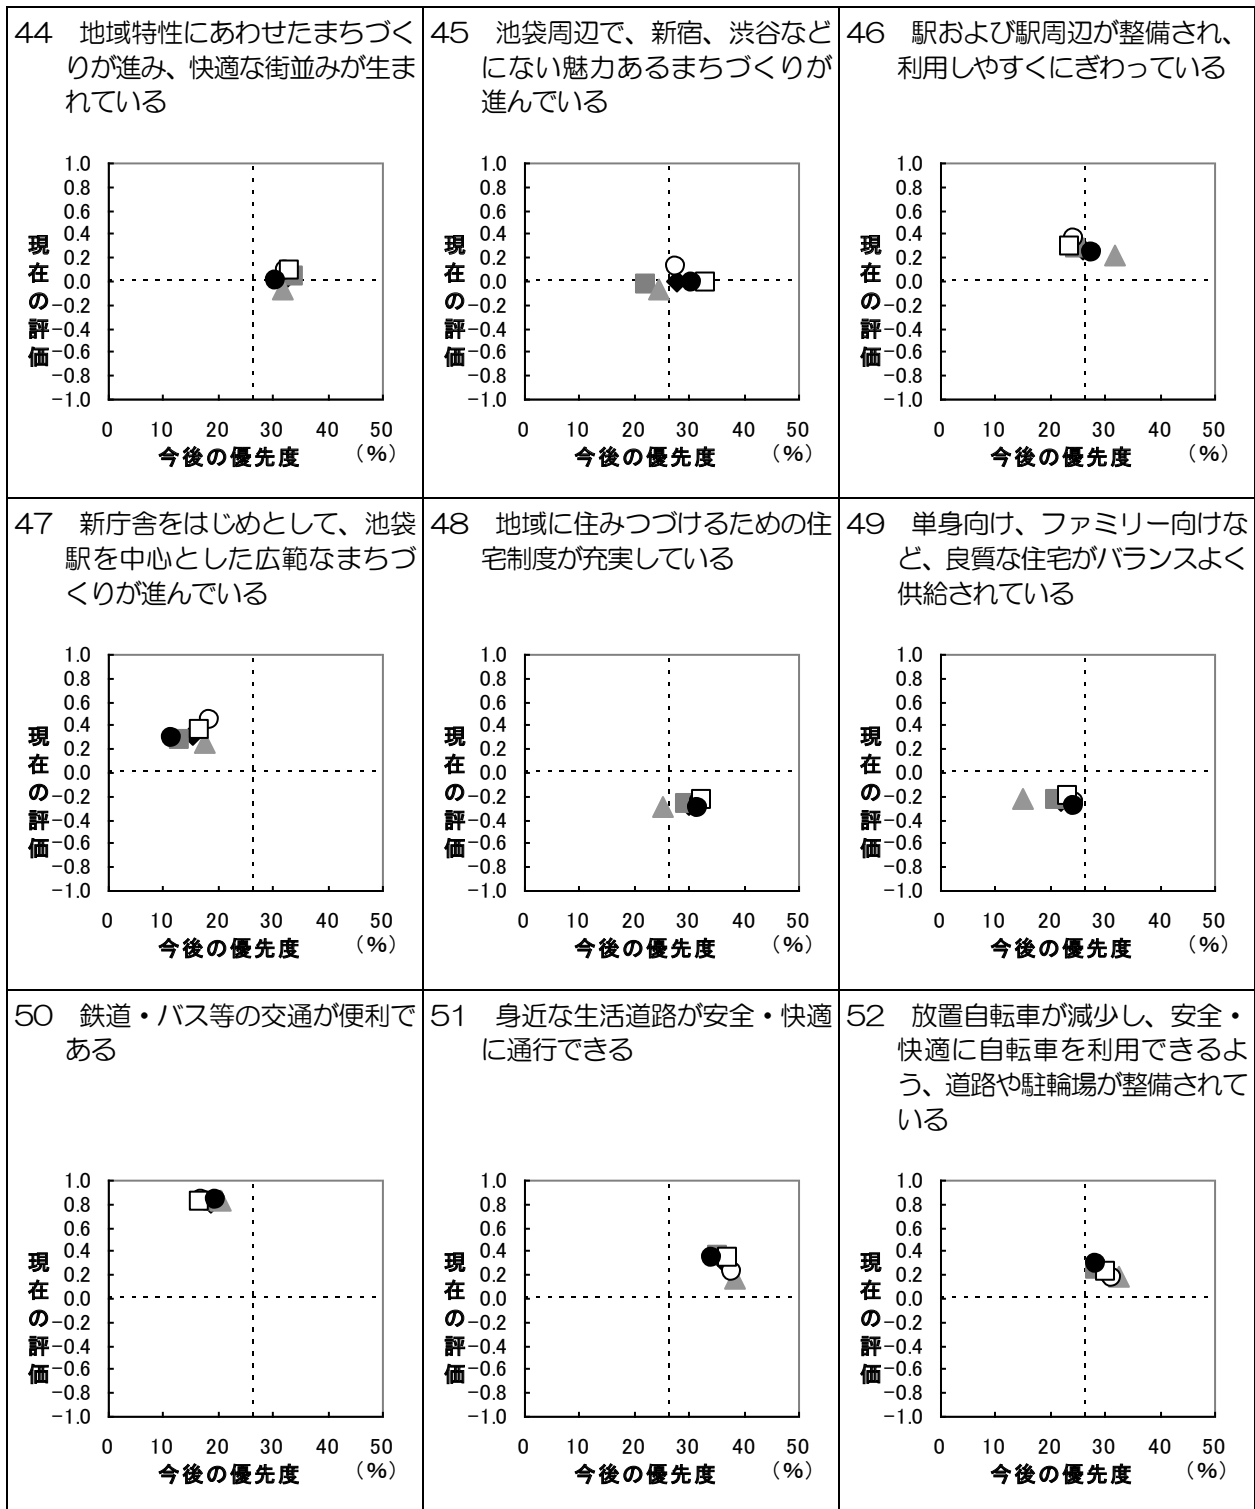 44　地域特性にあわせたまちづく
りが進み、快適な街並みが生ま
れている
1.0
0.8
0.6
0.4
0.2
0.0
−0.2
−0.4
−0.6
−0.8
−1.0
現在の評価
0 10 20 30 40 50
今後の優先度 （%）
45　池袋周辺で、新宿、渋谷など
にない魅力あるまちづくりが
進んでいる
1.0
0.8
0.6
0.4
0.2
0.0
−0.2
−0.4
−0.6
−0.8
−1.0
現在の評価
0 10 20 30 40 50
今後の優先度 （%）
46　駅および駅周辺が整備され、
利用しやすくにぎわっている
1.0
0.8
0.6
0.4
0.2
0.0
−0.2
−0.4
−0.6
−0.8
−1.0
現在の評価
0 10 20 30 40 50
今後の優先度 （%）
47　新庁舎をはじめとして、池袋
駅を中心とした広範なまちづ
くりが進んでいる
1.0
0.8
0.6
0.4
0.2
0.0
−0.2
−0.4
−0.6
−0.8
−1.0
現在の評価
0 10 20 30 40 50
今後の優先度 （%）
48　地域に住みつづけるための住
宅制度が充実している
1.0
0.8
0.6
0.4
0.2
0.0
−0.2
−0.4
−0.6
−0.8
−1.0
現在の評価
0 10 20 30 40 50
今後の優先度 （%）
49　単身向け、ファミリー向けな
ど、良質な住宅がバランスよく
供給されている
1.0
0.8
0.6
0.4
0.2
0.0
−0.2
−0.4
−0.6
−0.8
−1.0
現在の評価
0 10 20 30 40 50
今後の優先度 （%）
50　鉄道・バス等の交通が便利で
ある
1.0
0.8
0.6
0.4
0.2
0.0
−0.2
−0.4
−0.6
−0.8
−1.0
現在の評価
0 10 20 30 40 50
今後の優先度 （%）
51　身近な生活道路が安全・快適
に通行できる
1.0
0.8
0.6
0.4
0.2
0.0
−0.2
−0.4
−0.6
−0.8
−1.0
現在の評価
0 10 20 30 40 50
今後の優先度 （%）
52　放置自転車が減少し、安全・
快適に自転車を利用できるよ
う、道路や駐輪場が整備されて
いる
1.0
0.8
0.6
0.4
0.2
0.0
−0.2
−0.4
−0.6
−0.8
−1.0
現在の評価
0 10 20 30 40 50
今後の優先度 （%）